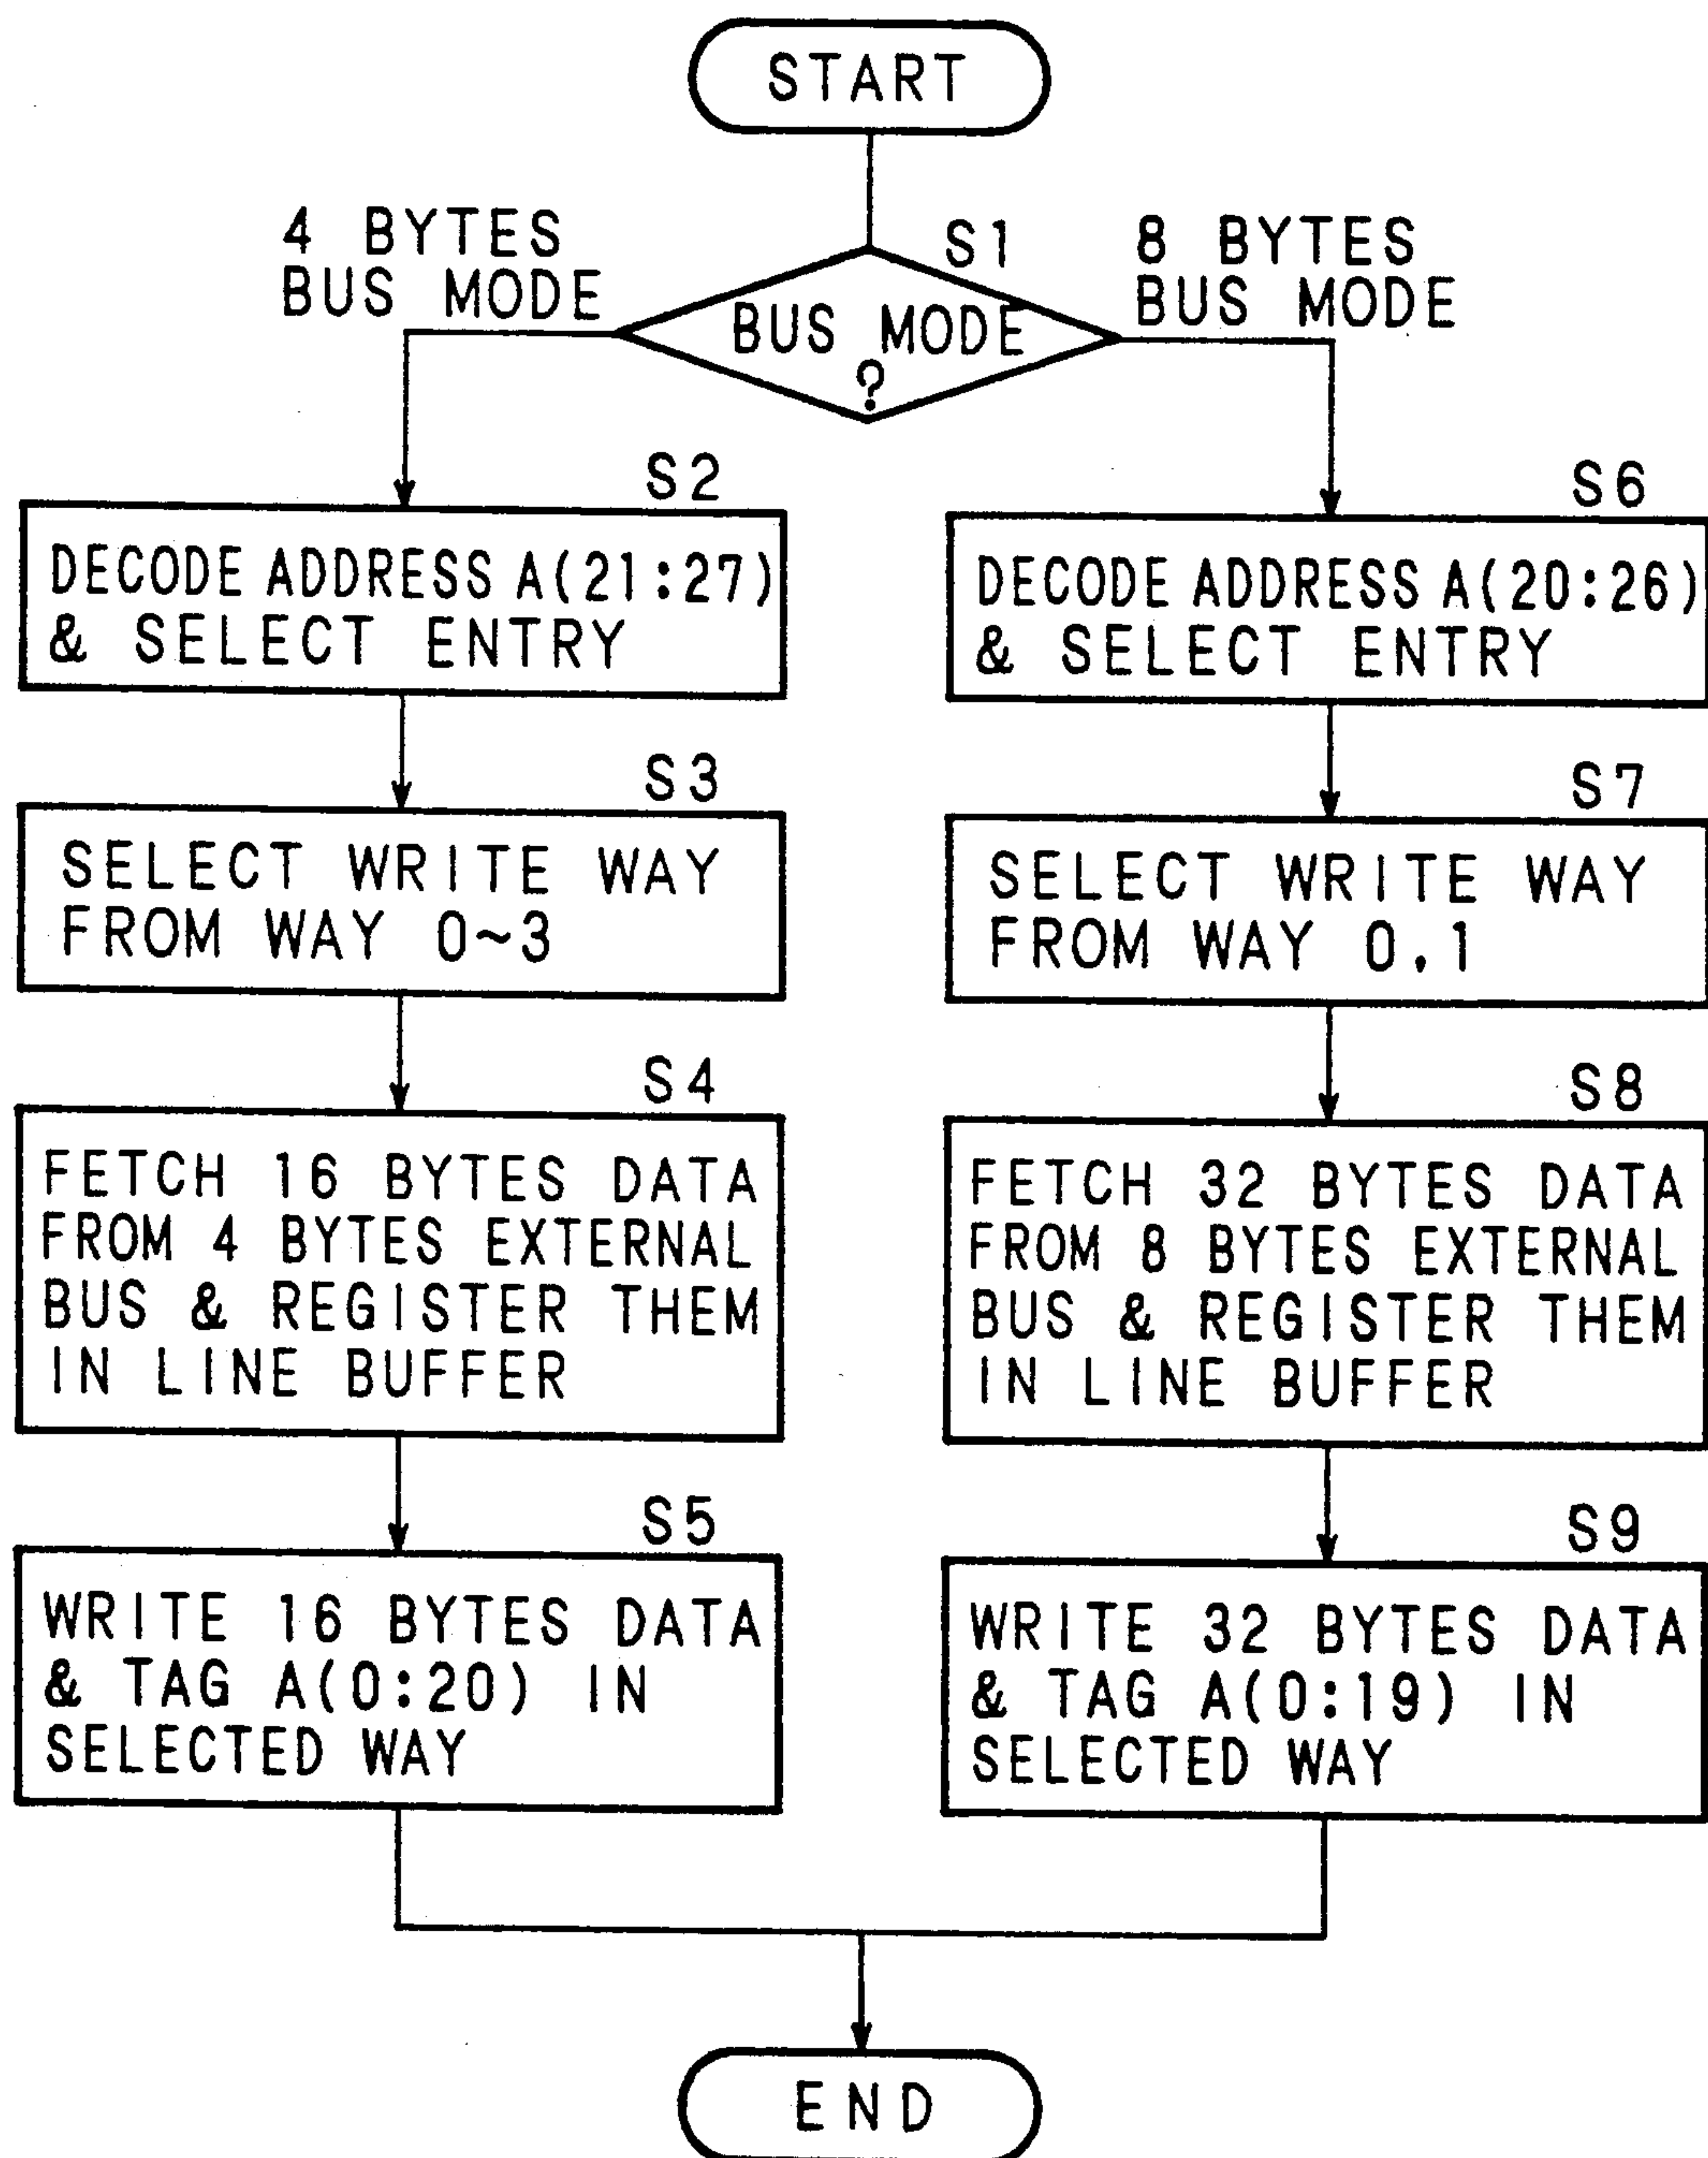 START
4 BYTES
BUS MODE
S1
8 BYTES
BUS MODE
BUS MODE
?
S2
DECODE ADDRESS A(21:27)
& SELECT ENTRY
S3
SELECT WRITE WAY
FROM WAY 0~3
S4
FETCH 16 BYTES DATA
FROM 4 BYTES EXTERNAL
BUS & REGISTER THEM
IN LINE BUFFER
S5
WRITE 16 BYTES DATA
& TAG A(0:20) IN
SELECTED WAY
S6
DECODE ADDRESS A(20:26)
& SELECT ENTRY
S7
SELECT WRITE WAY
FROM WAY 0,1
S8
FETCH 32 BYTES DATA
FROM 8 BYTES EXTERNAL
BUS & REGISTER THEM
IN LINE BUFFER
S9
WRITE 32 BYTES DATA
& TAG A(0:19) IN
SELECTED WAY
END